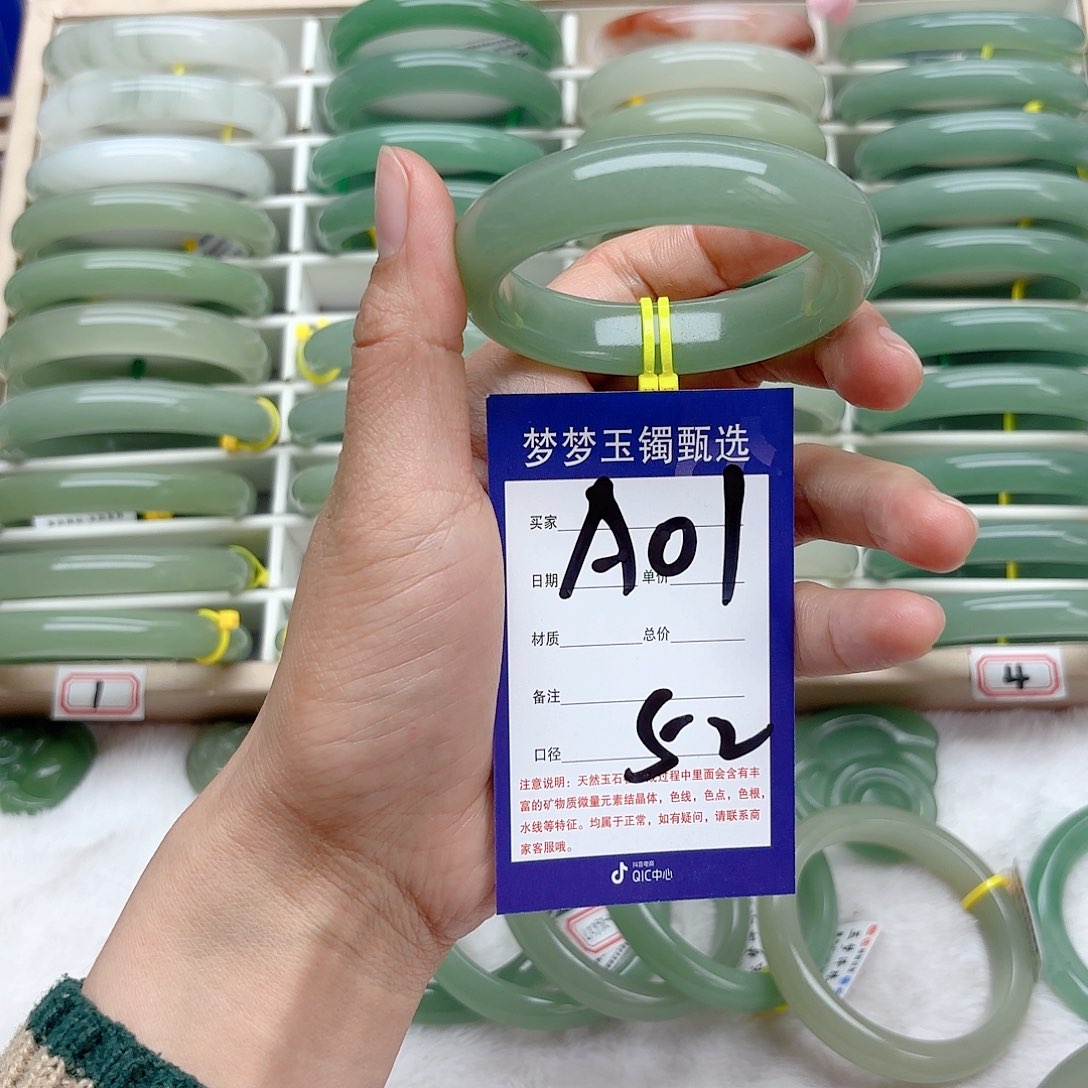 梦梦玉镯甄选
A01
买家
日期 单价
材质 总价
备注
口径 52
注意说明：天然玉石 过程中里面会含有丰
富的矿物质微量元素结晶体，色线，色点，色根，
水线等特征。均属于正常，如有疑问，请联系商
家客服哦。
抖音电商
QIC中心
1
4